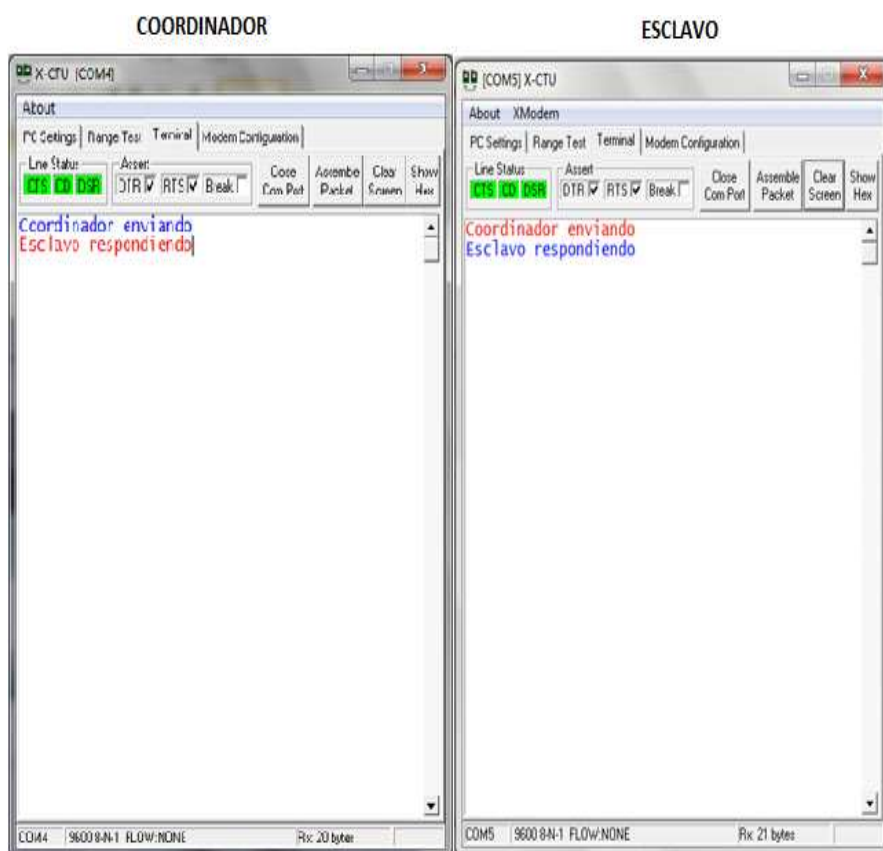 COORDINADOR
X-CTU [COM4]
About
PC Settings Range Test Terminal Modem Configuration
Line Status Assert
CTS CD DSR DTR RTS Break
Close Com Port
Assemble Packet
Clear Screen
Show Hex
Coordinador enviando
Esclavo respondiendo
COM4 9600 8-N-1 FLOW:NONE Rx: 20 bytes
ESCLAVO
[COM5] X-CTU
About XModem
PC Settings Range Test Terminal Modem Configuration
Line Status Assert
CTS CD DSR DTR RTS Break
Close Com Port
Assemble Packet
Clear Screen
Show Hex
Coordinador enviando
Esclavo respondiendo
COM5 9600 8-N-1 FLOW:NONE Rx: 21 bytes